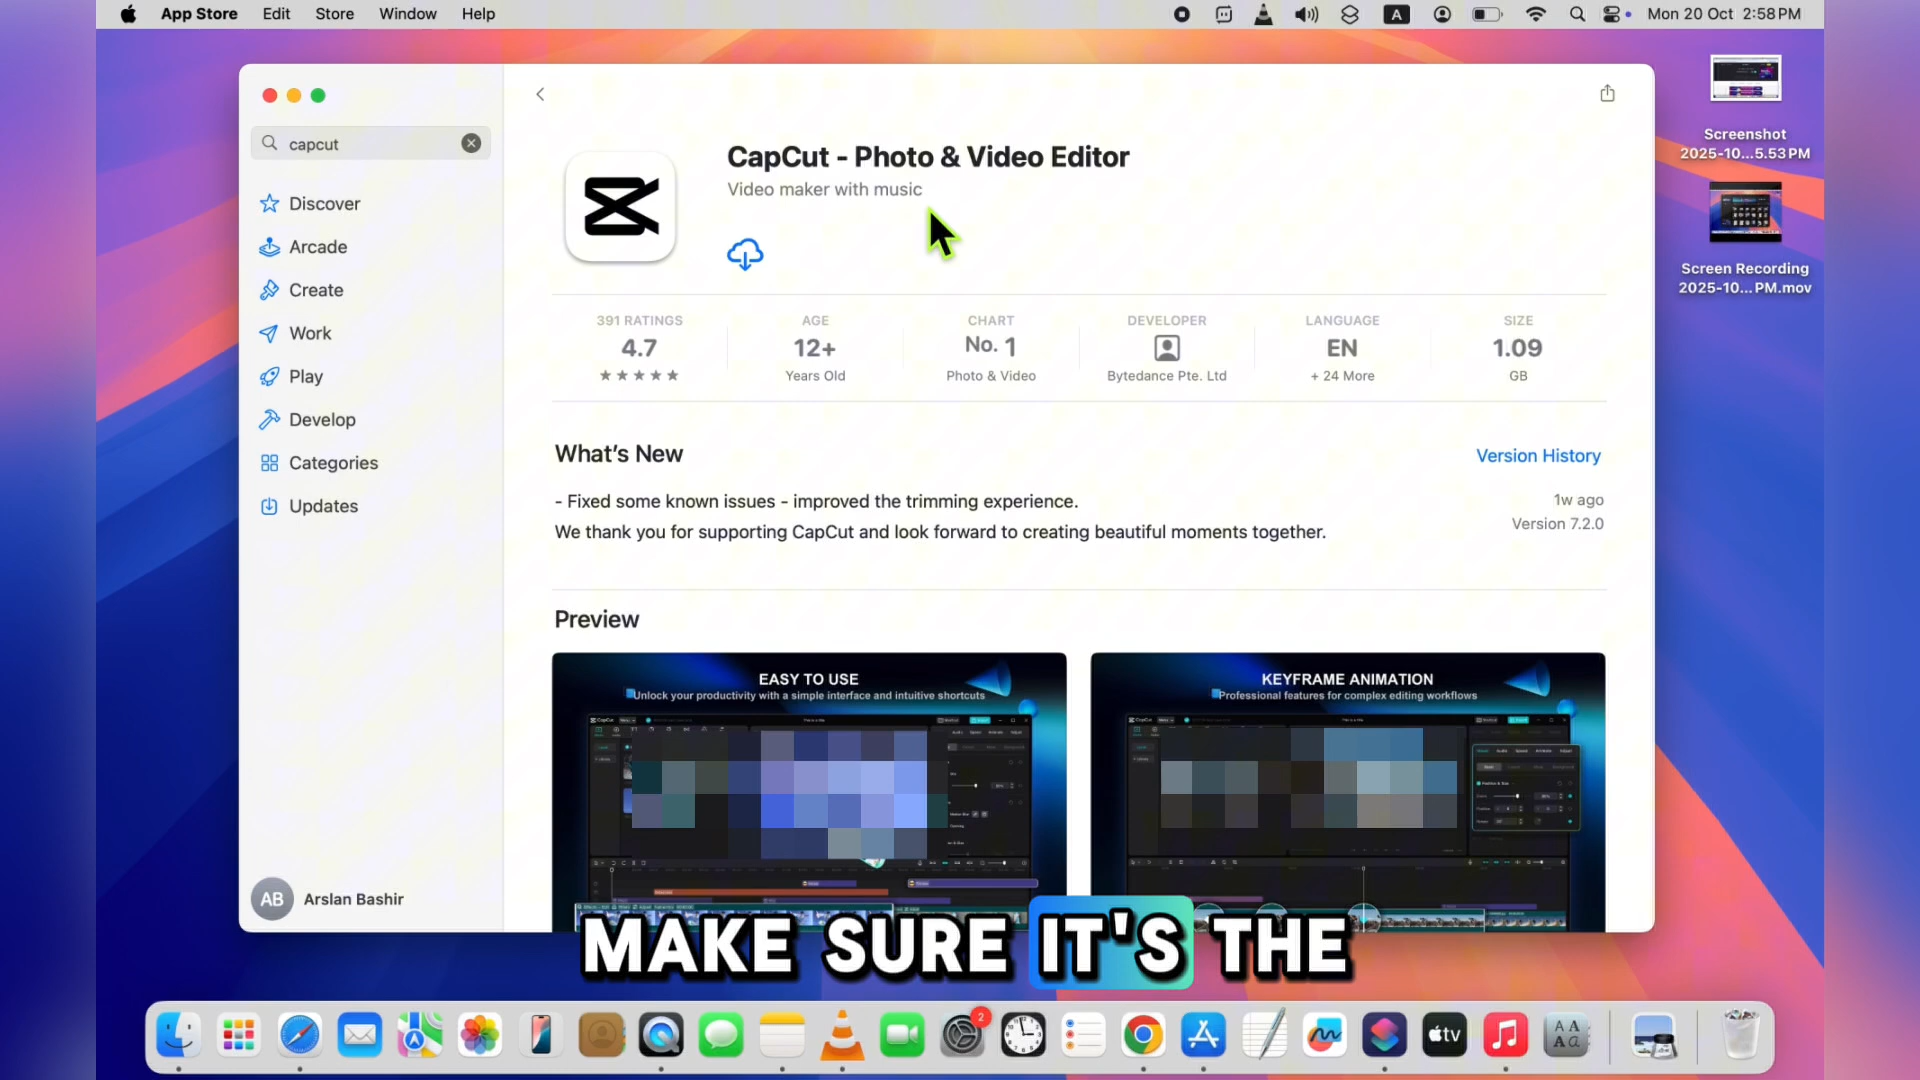 App Store Edit Store Window Help
A
Mon 20 Oct 2:58 PM
Screenshot
2025-10...5.53 PM
Screen Recording
2025-10...PM.mov
capcut
Discover
Arcade
Create
Work
Play
Develop
Categories
Updates
AB Arslan Bashir
CapCut - Photo & Video Editor
Video maker with music
391 RATINGS
4.7
AGE
12+
Years Old
CHART
No. 1
Photo & Video
DEVELOPER
Bytedance Pte. Ltd
LANGUAGE
EN
+ 24 More
SIZE
1.09
GB
What's New
Version History
- Fixed some known issues - improved the trimming experience.
1w ago
We thank you for supporting CapCut and look forward to creating beautiful moments together.
Version 7.2.0
Preview
EASY TO USE
Unlock your productivity with a simple interface and intuitive shortcuts
KEYFRAME ANIMATION
Professional features for complex editing workflows
MAKE SURE IT'S THE
2
tv